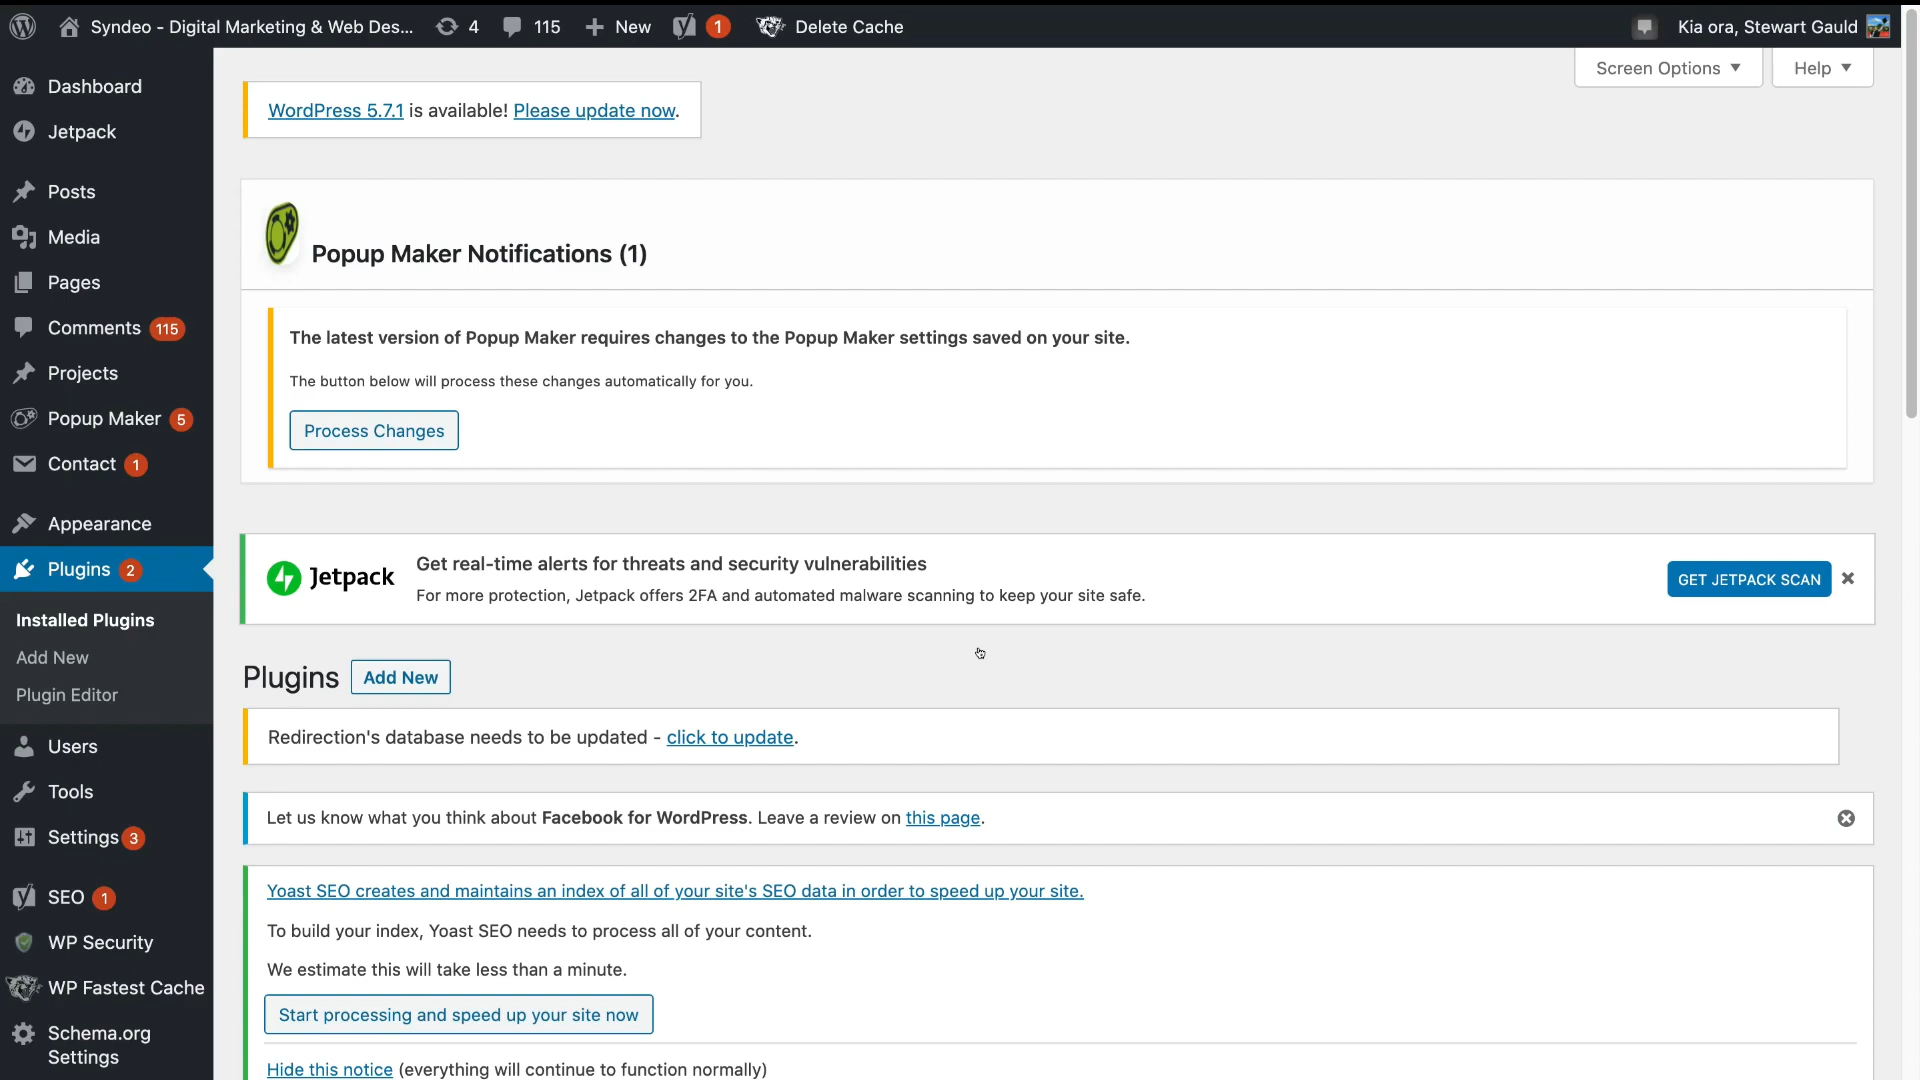 Syndeo - Digital Marketing & Web Des... 4 115 New 1 Delete Cache Kia ora, Stewart Gauld
Screen Options Help
Dashboard
Jetpack
Posts
Media
Pages
Comments 115
Projects
Popup Maker 5
Contact 1
Appearance
Plugins 2
Installed Plugins
Add New
Plugin Editor
Users
Tools
Settings 3
SEO 1
WP Security
WP Fastest Cache
Schema.org
Settings
WordPress 5.7.1 is available! Please update now.
Popup Maker Notifications (1)
The latest version of Popup Maker requires changes to the Popup Maker settings saved on your site.
The button below will process these changes automatically for you.
Process Changes
Jetpack
Get real-time alerts for threats and security vulnerabilities
For more protection, Jetpack offers 2FA and automated malware scanning to keep your site safe.
GET JETPACK SCAN
Plugins Add New
Redirection's database needs to be updated - click to update.
Let us know what you think about Facebook for WordPress. Leave a review on this page.
Yoast SEO creates and maintains an index of all of your site's SEO data in order to speed up your site.
To build your index, Yoast SEO needs to process all of your content.
We estimate this will take less than a minute.
Start processing and speed up your site now
Hide this notice (everything will continue to function normally)